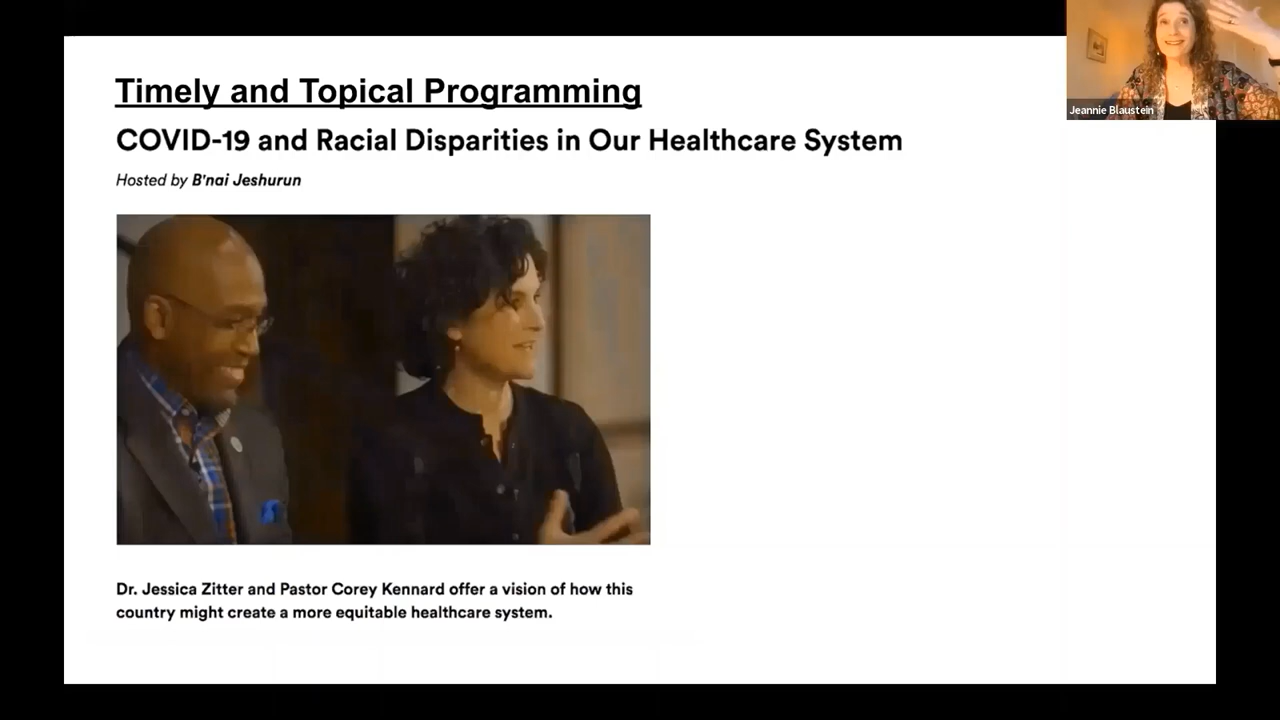 Timely and Topical Programming
COVID-19 and Racial Disparities in Our Healthcare System
Hosted by B'nai Jeshurun
Dr. Jessica Zitter and Pastor Corey Kennard offer a vision of how this
country might create a more equitable healthcare system.
Jeannie Blaustein